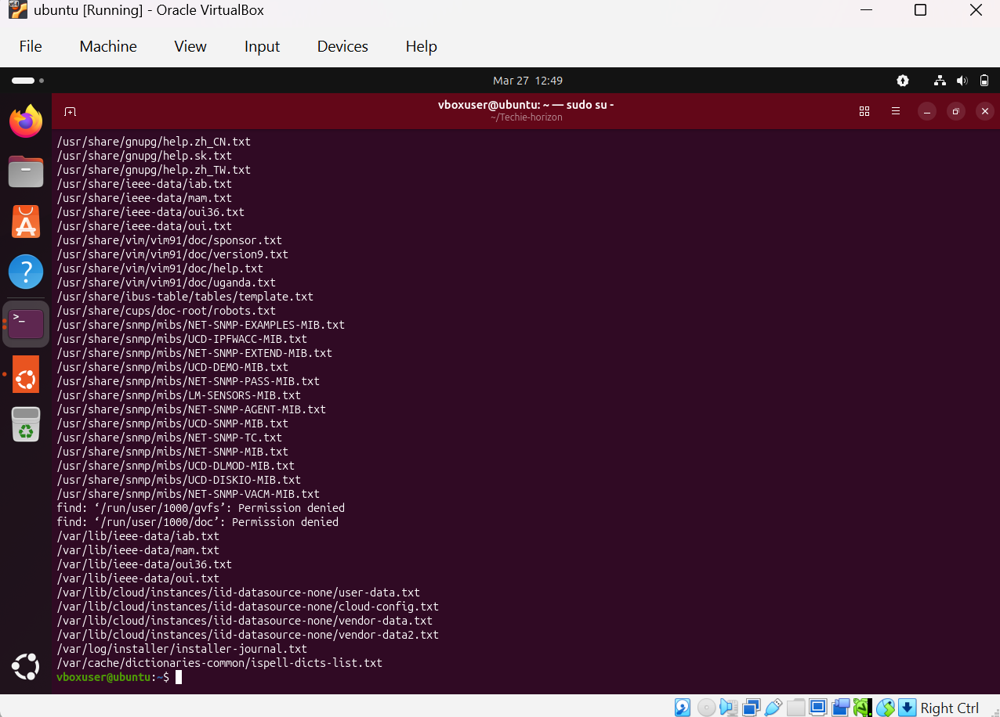 ubuntu [Running] - Oracle VirtualBox
File Machine View Input Devices Help
Mar 27 12:49
vboxuser@ubuntu: ~ — sudo su -
~/Techie-horizon
/usr/share/gnupg/help.zh_CN.txt
/usr/share/gnupg/help.sk.txt
/usr/share/gnupg/help.zh_TW.txt
/usr/share/ieee-data/iab.txt
/usr/share/ieee-data/mam.txt
/usr/share/ieee-data/oui36.txt
/usr/share/ieee-data/oui.txt
/usr/share/vim/vim91/doc/sponsor.txt
/usr/share/vim/vim91/doc/version9.txt
/usr/share/vim/vim91/doc/help.txt
/usr/share/vim/vim91/doc/uganda.txt
/usr/share/ibus-table/tables/template.txt
/usr/share/cups/doc-root/robots.txt
/usr/share/snmp/mibs/NET-SNMP-EXAMPLES-MIB.txt
/usr/share/snmp/mibs/UCD-IPFWACC-MIB.txt
/usr/share/snmp/mibs/NET-SNMP-EXTEND-MIB.txt
/usr/share/snmp/mibs/UCD-DEMO-MIB.txt
/usr/share/snmp/mibs/NET-SNMP-PASS-MIB.txt
/usr/share/snmp/mibs/LM-SENSORS-MIB.txt
/usr/share/snmp/mibs/NET-SNMP-AGENT-MIB.txt
/usr/share/snmp/mibs/UCD-SNMP-MIB.txt
/usr/share/snmp/mibs/NET-SNMP-TC.txt
/usr/share/snmp/mibs/NET-SNMP-MIB.txt
/usr/share/snmp/mibs/UCD-DLMOD-MIB.txt
/usr/share/snmp/mibs/UCD-DISKIO-MIB.txt
/usr/share/snmp/mibs/NET-SNMP-VACM-MIB.txt
find: ‘/run/user/1000/gvfs’: Permission denied
find: ‘/run/user/1000/doc’: Permission denied
/var/lib/ieee-data/iab.txt
/var/lib/ieee-data/mam.txt
/var/lib/ieee-data/oui36.txt
/var/lib/ieee-data/oui.txt
/var/lib/cloud/instances/iid-datasource-none/user-data.txt
/var/lib/cloud/instances/iid-datasource-none/cloud-config.txt
/var/lib/cloud/instances/iid-datasource-none/vendor-data.txt
/var/lib/cloud/instances/iid-datasource-none/vendor-data2.txt
/var/log/installer/installer-journal.txt
/var/cache/dictionaries-common/ispell-dicts-list.txt
vboxuser@ubuntu:~$
Right Ctrl